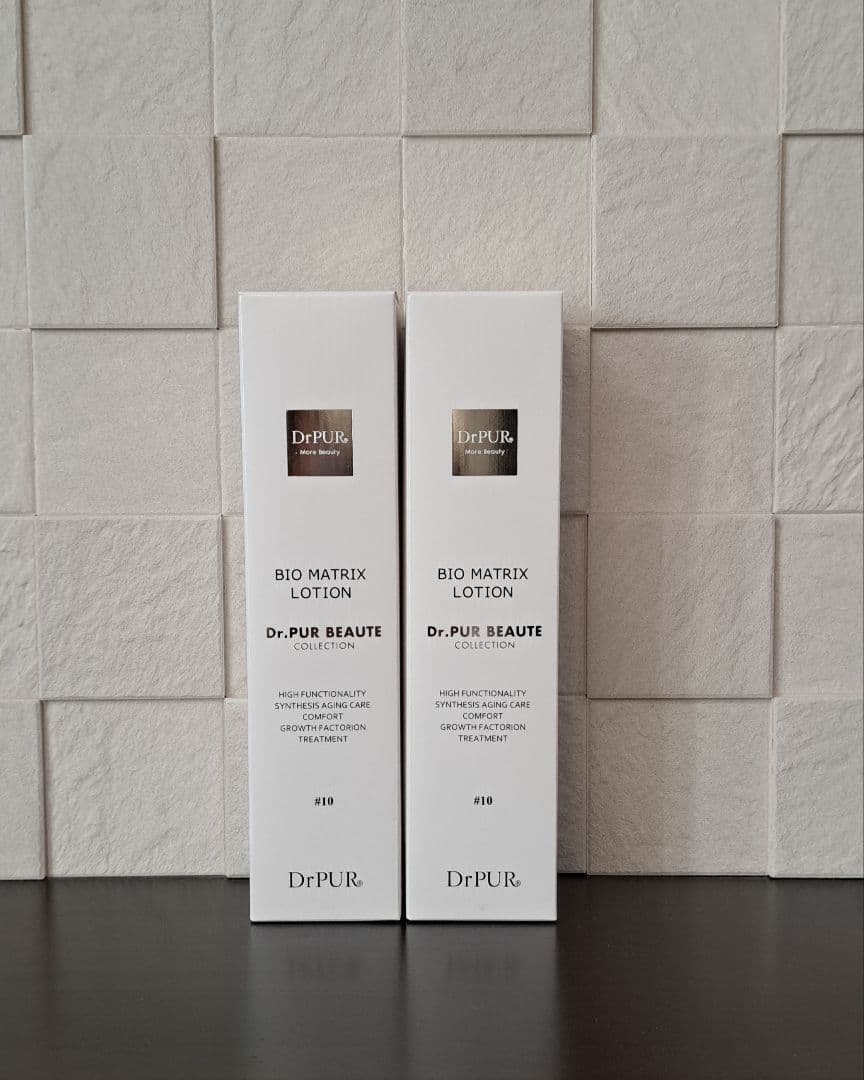 DrPUR®
More Beauty
BIO MATRIX
LOTION
Dr.PUR BEAUTE
COLLECTION
HIGH FUNCTIONALITY
SYNTHESIS AGING CARE
COMFORT
GROWTH FACTORION
TREATMENT
#10
DrPUR®
DrPUR®
More Beauty
BIO MATRIX
LOTION
Dr.PUR BEAUTE
COLLECTION
HIGH FUNCTIONALITY
SYNTHESIS AGING CARE
COMFORT
GROWTH FACTORION
TREATMENT
#10
DrPUR®